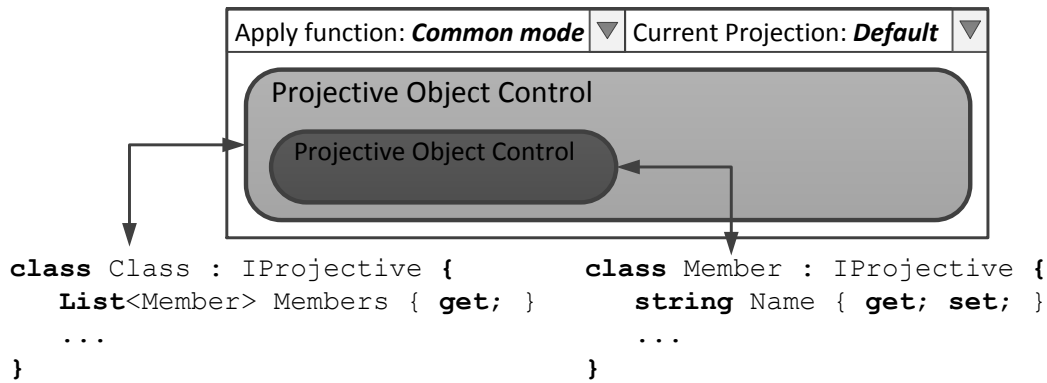 Apply function: Common mode Current Projection: Default
Projective Object Control
Projective Object Control
class Class : IProjective {
List<Member> Members { get; }
...
}
class Member : IProjective {
string Name { get; set; }
...
}